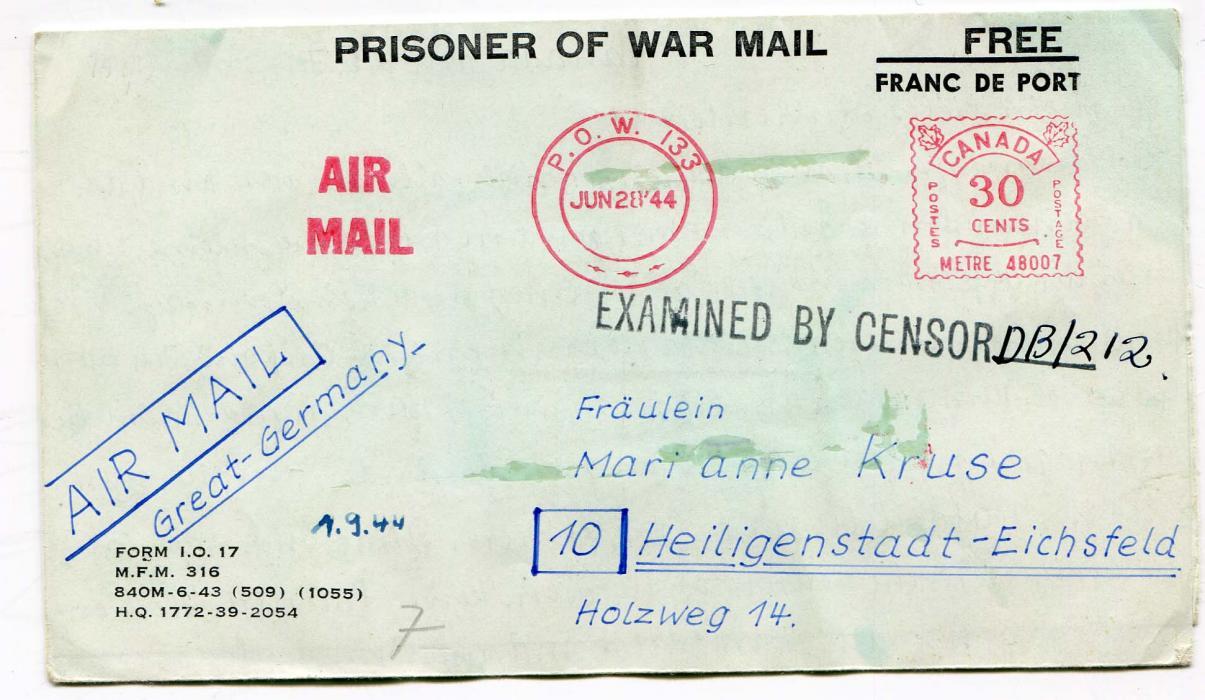 PRISONER OF WAR MAIL
FREE
FRANC DE PORT
AIR
MAIL
P.O.W. 133
JUN 28 '44
CANADA
POSTES
30
CENTS
POSTAGE
METRE 48007
EXAMINED BY CENSOR DB/212.
AIR MAIL
Great-Germany
1.9.44
Fräulein
Marianne Kruse
10 Heiligenstadt-Eichsfeld
Holzweg 14.
FORM I.O. 17
M.F.M. 316
840M-6-43 (509) (1055)
H.Q. 1772-39-2054
7